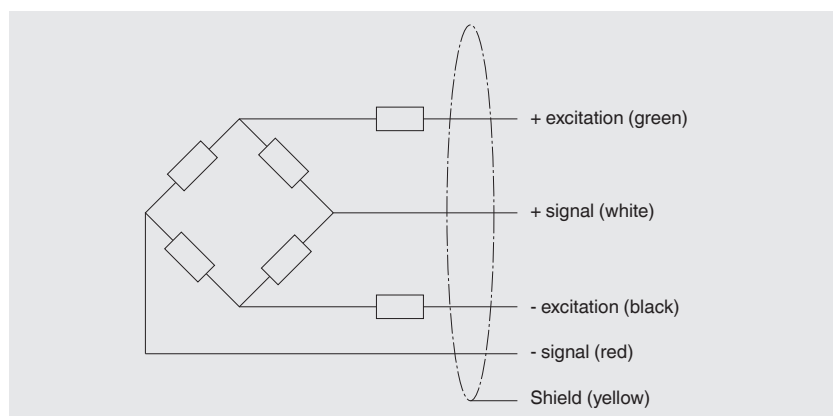 + excitation (green)
+ signal (white)
- excitation (black)
- signal (red)
Shield (yellow)